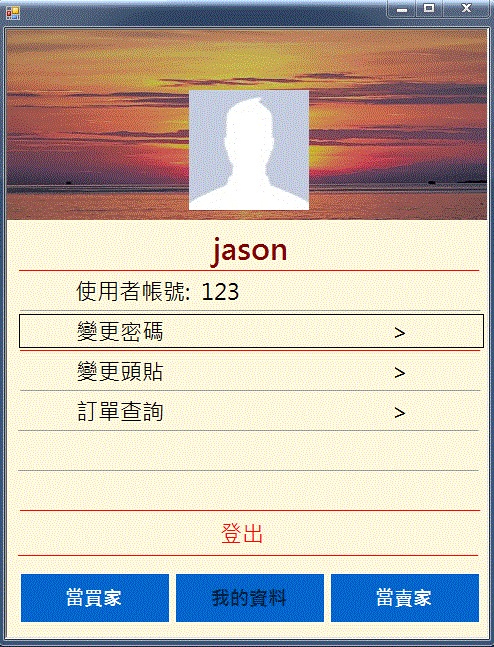 jason
使用者帳號: 123
變更密碼 >
變更頭貼 >
訂單查詢 >
登出
當買家 我的資料 當賣家